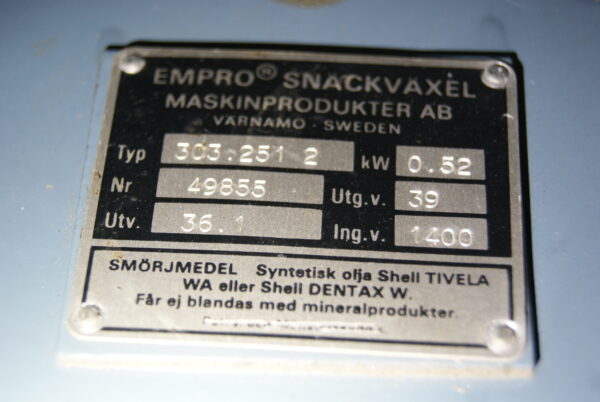 EMPRO® SNÄCKVÄXEL
MASKINPRODUKTER AB
VÄRNAMO · SWEDEN
Typ 303.251 2 kW 0.52
Nr 49855 Utg.v. 39
Utv. 36.1 Ing.v. 1400
SMÖRJMEDEL Syntetisk olja Shell TIVELA
WA eller Shell DENTAX W.
Får ej blandas med mineralprodukter.